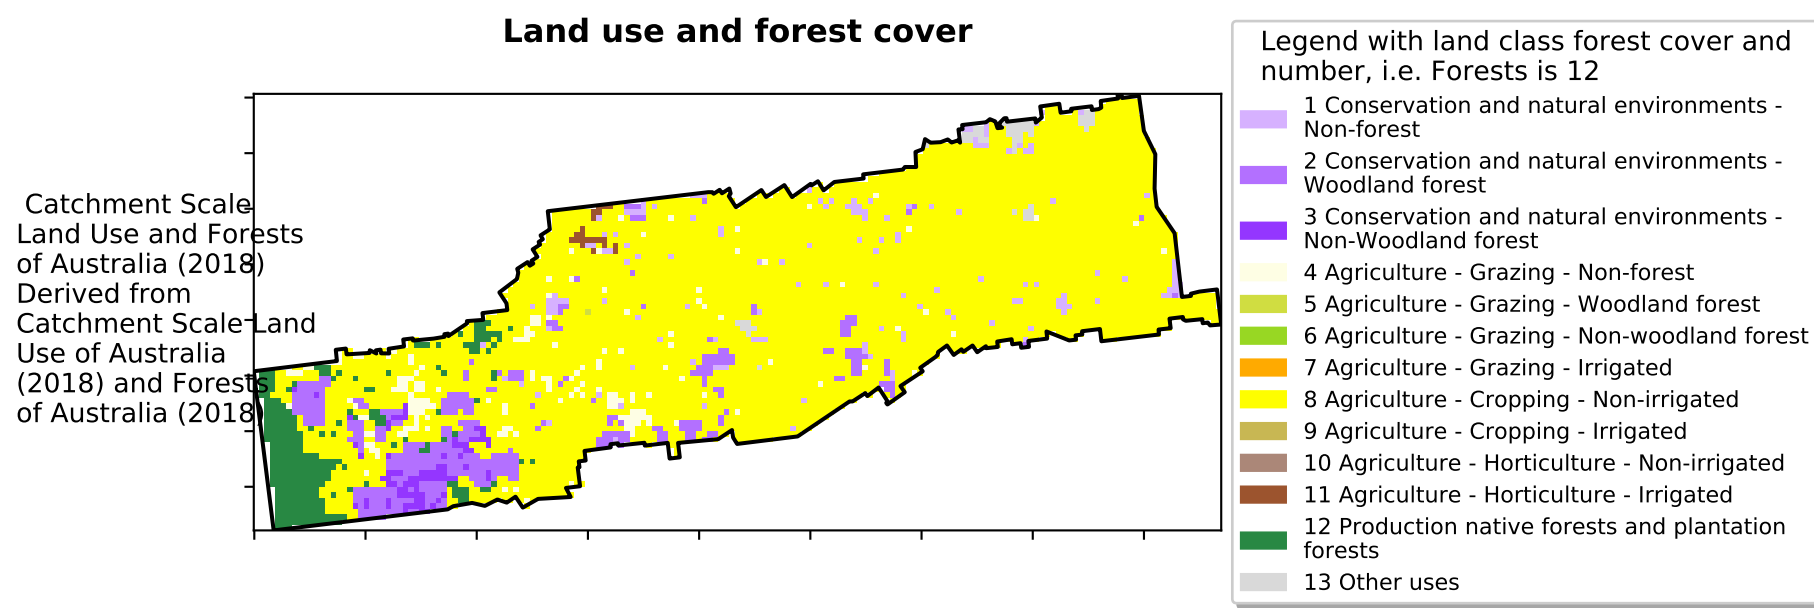 Land use and forest cover
Catchment Scale
Land Use and Forests
of Australia (2018)
Derived from
Catchment Scale Land
Use of Australia
(2018) and Forests
of Australia (2018)
Legend with land class forest cover and
number, i.e. Forests is 12
1 Conservation and natural environments -
Non-forest
2 Conservation and natural environments -
Woodland forest
3 Conservation and natural environments -
Non-Woodland forest
4 Agriculture - Grazing - Non-forest
5 Agriculture - Grazing - Woodland forest
6 Agriculture - Grazing - Non-woodland forest
7 Agriculture - Grazing - Irrigated
8 Agriculture - Cropping - Non-irrigated
9 Agriculture - Cropping - Irrigated
10 Agriculture - Horticulture - Non-irrigated
11 Agriculture - Horticulture - Irrigated
12 Production native forests and plantation
forests
13 Other uses